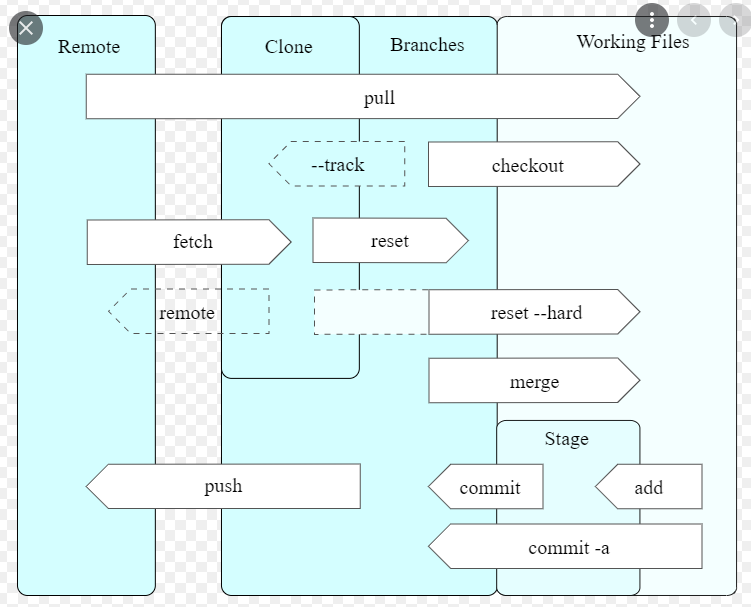 Remote
Clone
Branches
Working Files
pull
--track
checkout
fetch
reset
remote
reset --hard
merge
Stage
push
commit
add
commit -a